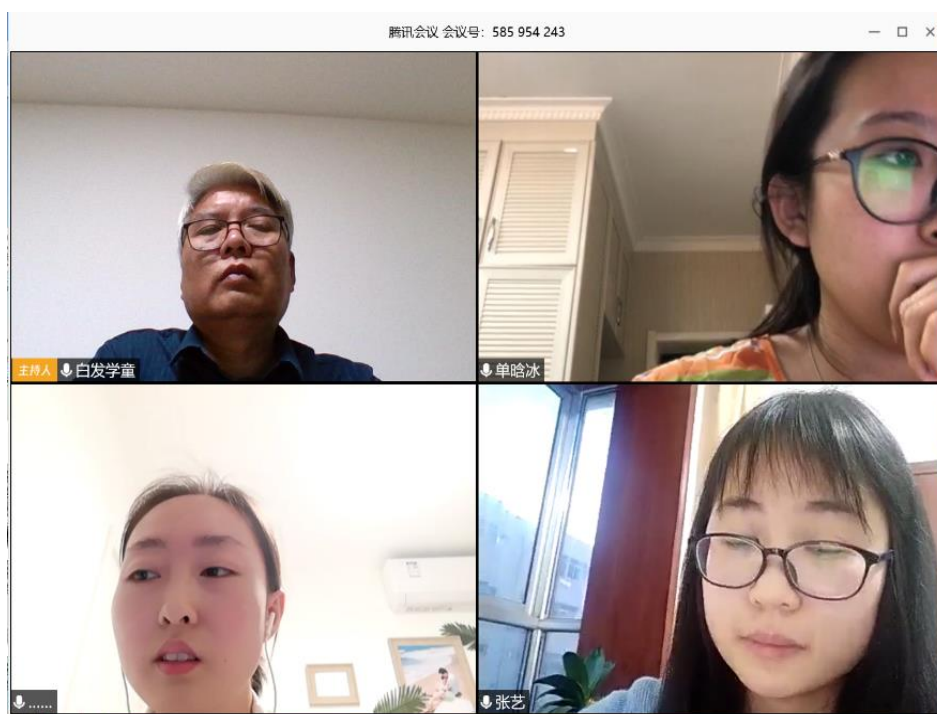 腾讯会议 会议号：585 954 243
主持人 白发学童
单晗冰
......
张艺